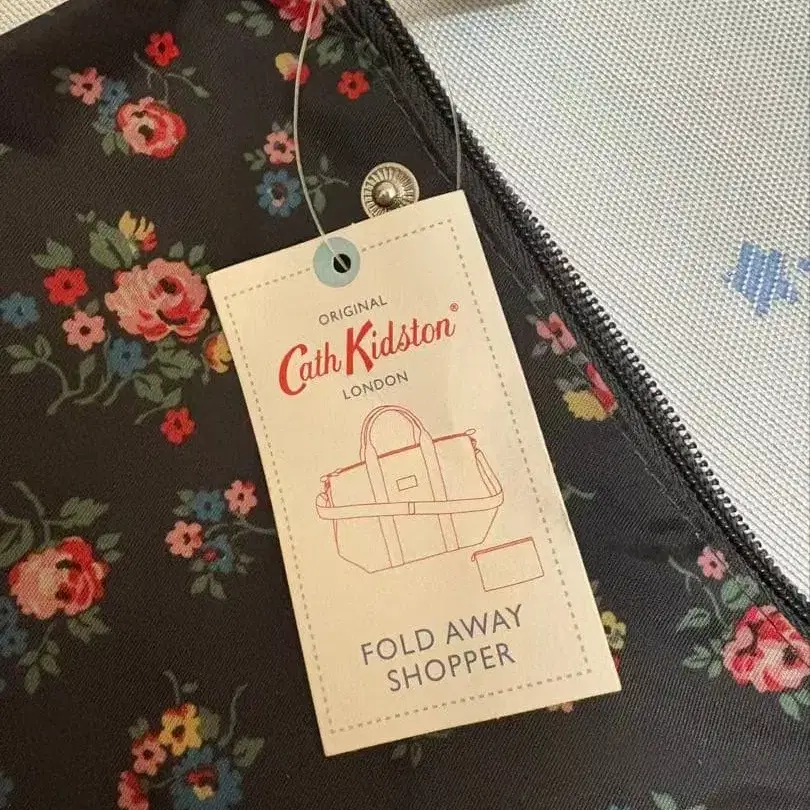 ORIGINAL
Cath Kidston®
LONDON
FOLD AWAY
SHOPPER